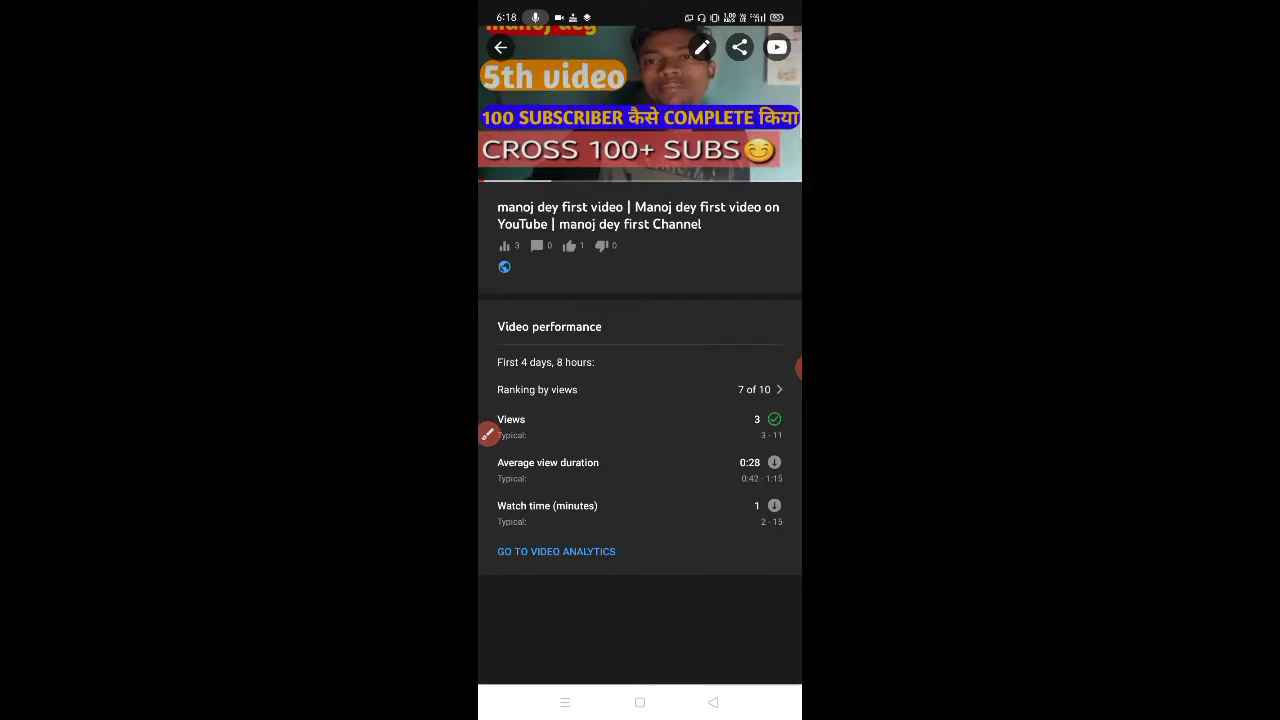 6:18
manoj deg
5th video
100 SUBSCRIBER कैसे COMPLETE किया
CROSS 100+ SUBS😊
manoj dey first video | Manoj dey first video on
YouTube | manoj dey first Channel
3 0 1 0
Video performance
First 4 days, 8 hours:
Ranking by views 7 of 10
Views 3
Typical: 3 - 11
Average view duration 0:28
Typical: 0:42 - 1:15
Watch time (minutes) 1
Typical: 2 - 15
GO TO VIDEO ANALYTICS